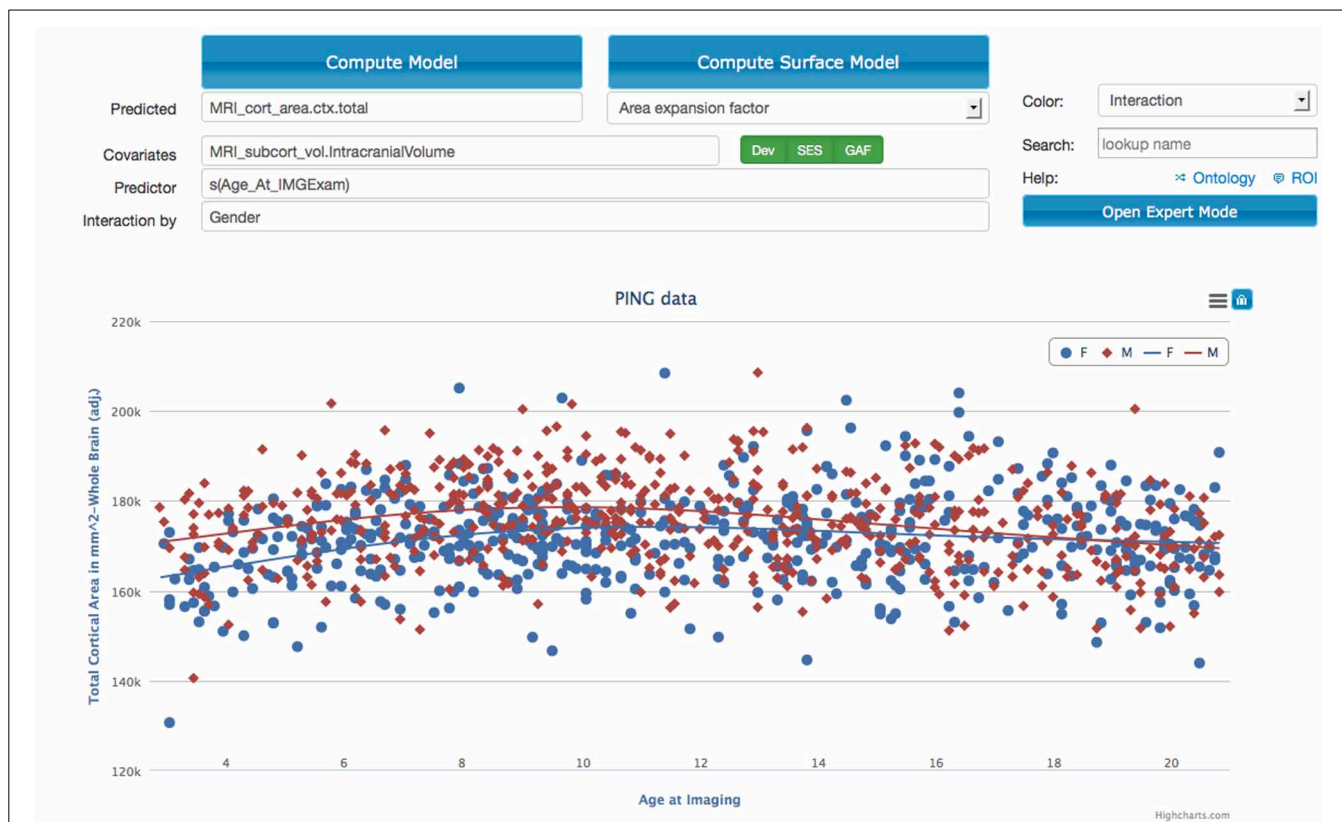 Compute Model
Compute Surface Model
Predicted
MRI_cort_area.ctx.total
Area expansion factor
Color:
Interaction
Covariates
MRI_subcort_vol.IntracranialVolume
Dev SES GAF
Search:
lookup name
Predictor
s(Age_At_IMGExam)
Help:
Ontology
ROI
Interaction by
Gender
Open Expert Mode
PING data
220k
F M F M
200k
180k
160k
140k
120k
Total Cortical Area in mm^2-Whole Brain (adj.)
4 6 8 10 12 14 16 18 20
Age at Imaging
Highcharts.com